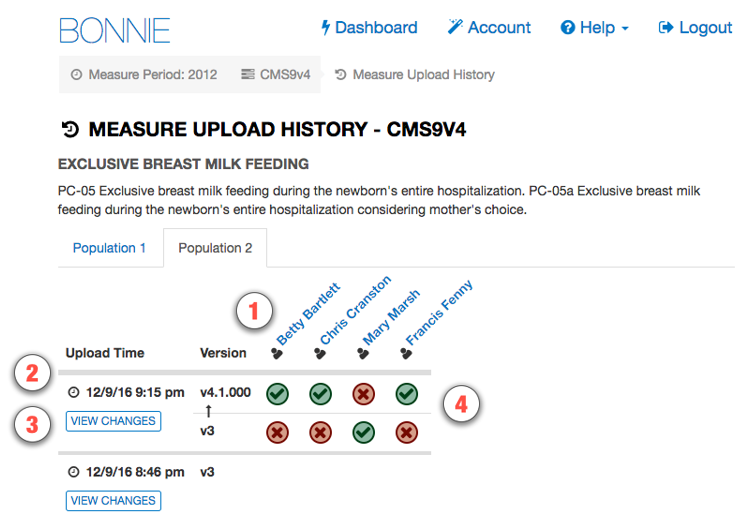 BONNIE
Dashboard
Account
Help
Logout
Measure Period: 2012
CMS9v4
Measure Upload History
MEASURE UPLOAD HISTORY - CMS9V4
EXCLUSIVE BREAST MILK FEEDING
PC-05 Exclusive breast milk feeding during the newborn's entire hospitalization. PC-05a Exclusive breast milk
feeding during the newborn's entire hospitalization considering mother's choice.
Population 1
Population 2
1
Betty Bartlett
Chris Cranston
Mary Marsh
Francis Fenny
Upload Time
Version
2
12/9/16 9:15 pm
v4.1.000
4
3
VIEW CHANGES
v3
12/9/16 8:46 pm
v3
VIEW CHANGES